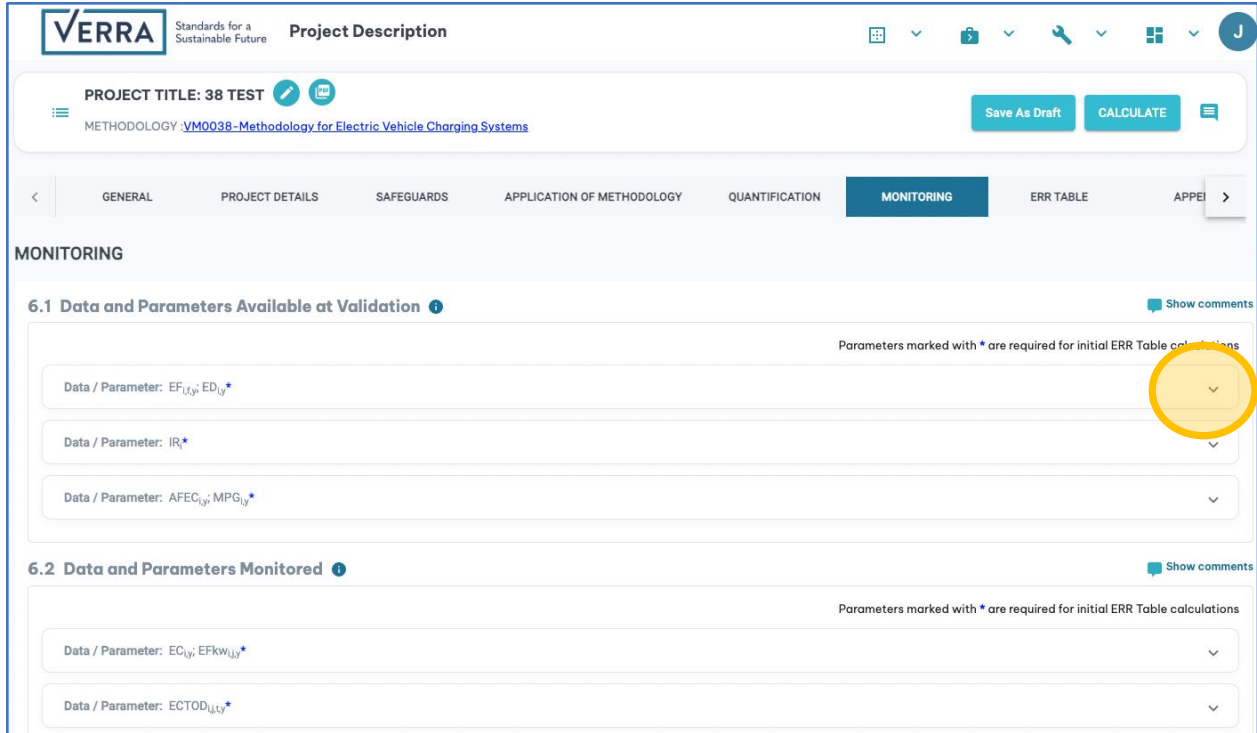 VERRA Standards for a Sustainable Future Project Description J
PROJECT TITLE: 38 TEST PDF
METHODOLOGY :VM0038-Methodology for Electric Vehicle Charging Systems
Save As Draft CALCULATE
GENERAL PROJECT DETAILS SAFEGUARDS APPLICATION OF METHODOLOGY QUANTIFICATION MONITORING ERR TABLE APPE
MONITORING
6.1 Data and Parameters Available at Validation Show comments
Parameters marked with * are required for initial ERR Table calculations
Data / Parameter: EFi,f,y; EDi,y*
Data / Parameter: IRi*
Data / Parameter: AFECi,y; MPGi,y*
6.2 Data and Parameters Monitored Show comments
Parameters marked with * are required for initial ERR Table calculations
Data / Parameter: ECi,y; EFkwi,j,y*
Data / Parameter: ECTODi,j,t,y*